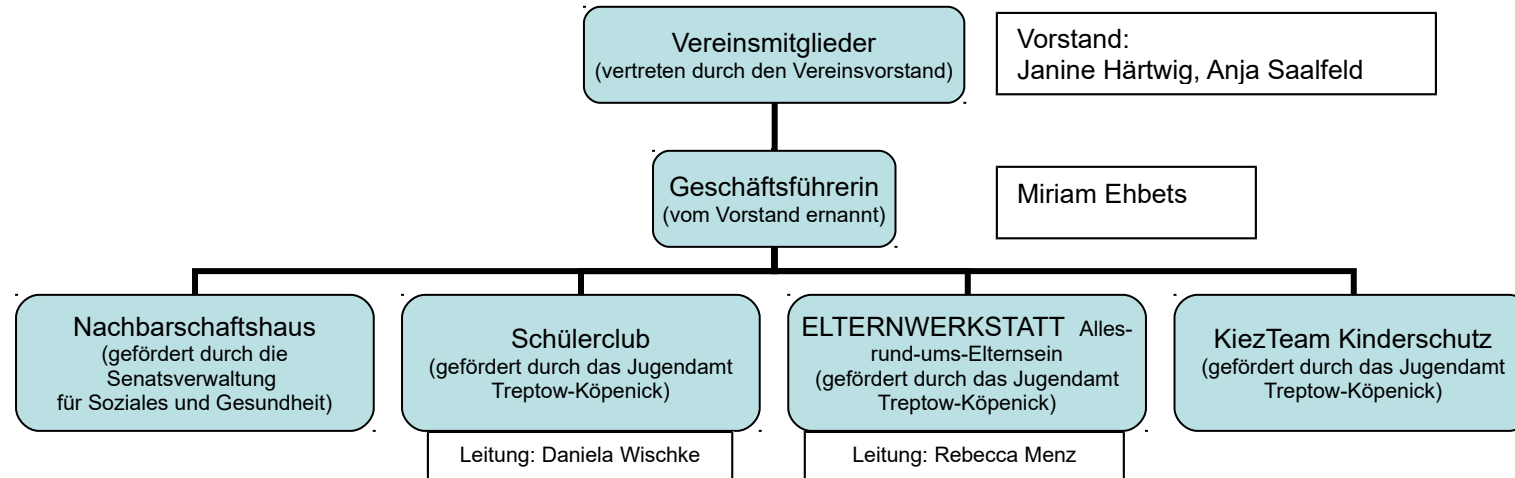 Vereinsmitglieder
(vertreten durch den Vereinsvorstand)
Vorstand:
Janine Härtwig, Anja Saalfeld
Geschäftsführerin
(vom Vorstand ernannt)
Miriam Ehbets
Nachbarschaftshaus
(gefördert durch die
Senatsverwaltung
für Soziales und Gesundheit)
Schülerclub
(gefördert durch das Jugendamt
Treptow-Köpenick)
ELTERNWERKSTATT Alles-
rund-ums-Elternsein
(gefördert durch das Jugendamt
Treptow-Köpenick)
KiezTeam Kinderschutz
(gefördert durch das Jugendamt
Treptow-Köpenick)
Leitung: Daniela Wischke
Leitung: Rebecca Menz